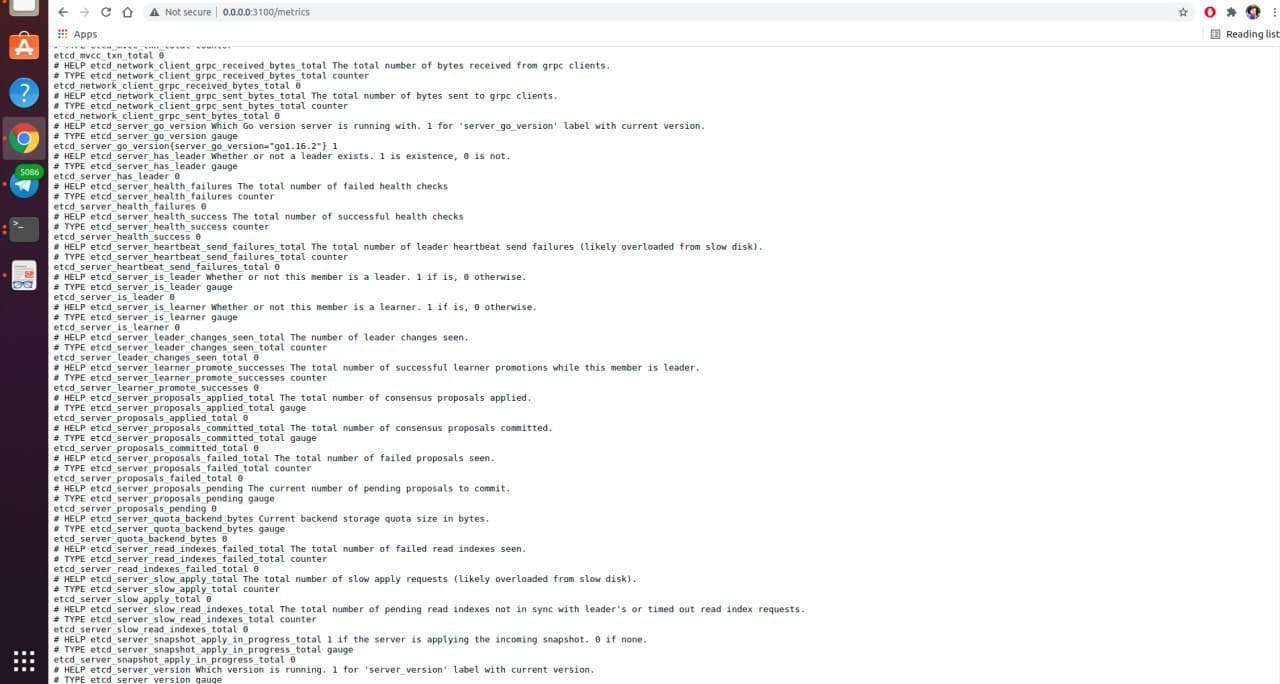 Not secure | 0.0.0.0:3100/metrics
Apps
Reading list
5086
# TYPE etcd_mvcc_txn_total counter
etcd_mvcc_txn_total 0
# HELP etcd_network_client_grpc_received_bytes_total The total number of bytes received from grpc clients.
# TYPE etcd_network_client_grpc_received_bytes_total counter
etcd_network_client_grpc_received_bytes_total 0
# HELP etcd_network_client_grpc_sent_bytes_total The total number of bytes sent to grpc clients.
# TYPE etcd_network_client_grpc_sent_bytes_total counter
etcd_network_client_grpc_sent_bytes_total 0
# HELP etcd_server_go_version Which Go version server is running with. 1 for 'server_go_version' label with current version.
# TYPE etcd_server_go_version gauge
etcd_server_go_version{server_go_version="go1.16.2"} 1
# HELP etcd_server_has_leader Whether or not a leader exists. 1 is existence, 0 is not.
# TYPE etcd_server_has_leader gauge
etcd_server_has_leader 0
# HELP etcd_server_health_failures The total number of failed health checks
# TYPE etcd_server_health_failures counter
etcd_server_health_failures 0
# HELP etcd_server_health_success The total number of successful health checks
# TYPE etcd_server_health_success counter
etcd_server_health_success 0
# HELP etcd_server_heartbeat_send_failures_total The total number of leader heartbeat send failures (likely overloaded from slow disk).
# TYPE etcd_server_heartbeat_send_failures_total counter
etcd_server_heartbeat_send_failures_total 0
# HELP etcd_server_is_leader Whether or not this member is a leader. 1 if is, 0 otherwise.
# TYPE etcd_server_is_leader gauge
etcd_server_is_leader 0
# HELP etcd_server_is_learner Whether or not this member is a learner. 1 if is, 0 otherwise.
# TYPE etcd_server_is_learner gauge
etcd_server_is_learner 0
# HELP etcd_server_leader_changes_seen_total The number of leader changes seen.
# TYPE etcd_server_leader_changes_seen_total counter
etcd_server_leader_changes_seen_total 0
# HELP etcd_server_learner_promote_successes The total number of successful learner promotions while this member is leader.
# TYPE etcd_server_learner_promote_successes counter
etcd_server_learner_promote_successes 0
# HELP etcd_server_proposals_applied_total The total number of consensus proposals applied.
# TYPE etcd_server_proposals_applied_total gauge
etcd_server_proposals_applied_total 0
# HELP etcd_server_proposals_committed_total The total number of consensus proposals committed.
# TYPE etcd_server_proposals_committed_total gauge
etcd_server_proposals_committed_total 0
# HELP etcd_server_proposals_failed_total The total number of failed proposals seen.
# TYPE etcd_server_proposals_failed_total counter
etcd_server_proposals_failed_total 0
# HELP etcd_server_proposals_pending The current number of pending proposals to commit.
# TYPE etcd_server_proposals_pending gauge
etcd_server_proposals_pending 0
# HELP etcd_server_quota_backend_bytes Current backend storage quota size in bytes.
# TYPE etcd_server_quota_backend_bytes gauge
etcd_server_quota_backend_bytes 0
# HELP etcd_server_read_indexes_failed_total The total number of failed read indexes seen.
# TYPE etcd_server_read_indexes_failed_total counter
etcd_server_read_indexes_failed_total 0
# HELP etcd_server_slow_apply_total The total number of slow apply requests (likely overloaded from slow disk).
# TYPE etcd_server_slow_apply_total counter
etcd_server_slow_apply_total 0
# HELP etcd_server_slow_read_indexes_total The total number of pending read indexes not in sync with leader's or timed out read index requests.
# TYPE etcd_server_slow_read_indexes_total counter
etcd_server_slow_read_indexes_total 0
# HELP etcd_server_snapshot_apply_in_progress_total 1 if the server is applying the incoming snapshot. 0 if none.
# TYPE etcd_server_snapshot_apply_in_progress_total gauge
etcd_server_snapshot_apply_in_progress_total 0
# HELP etcd_server_version Which version is running. 1 for 'server_version' label with current version.
# TYPE etcd_server_version gauge